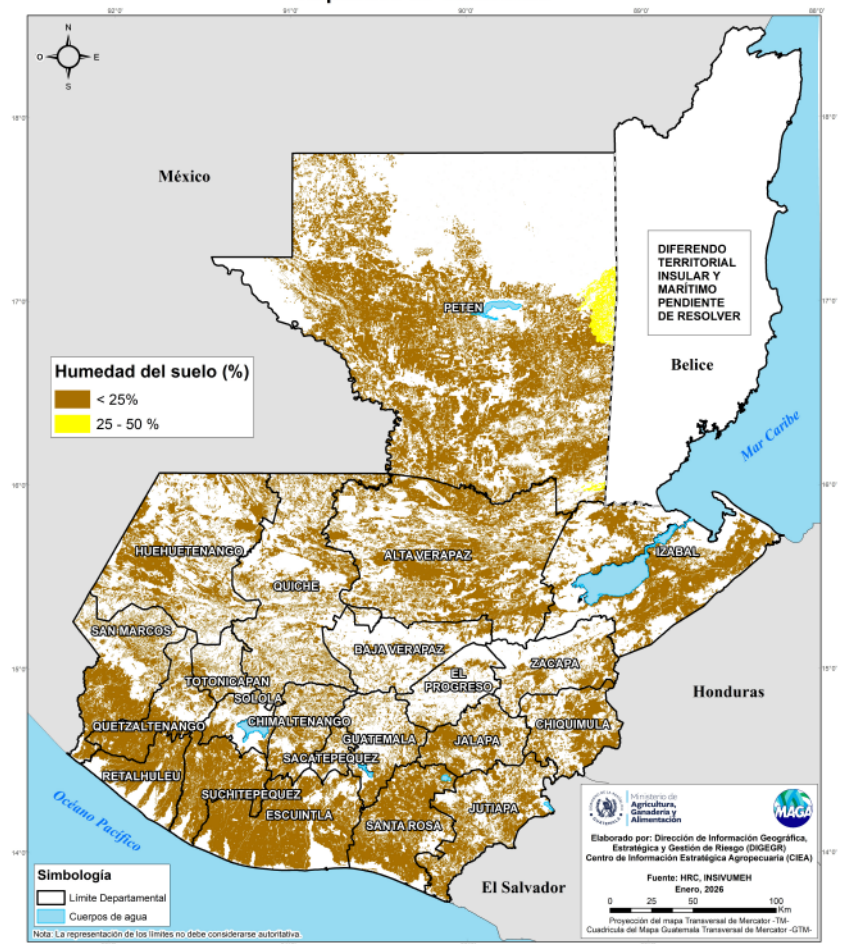 92°0'
91°0'
90°0'
89°0'
88°0'
N
O
E
S
18°0'
18°0'
México
DIFERENDO
TERRITORIAL
INSULAR Y
MARÍTIMO
PENDIENTE
DE RESOLVER
17°0'
17°0'
PETEN
Belice
Humedad del suelo (%)
< 25%
25 - 50 %
Mar Caribe
16°0'
16°0'
HUEHUETENANGO
QUICHE
ALTA VERAPAZ
IZABAL
SAN MARCOS
BAJA VERAPAZ
ZACAPA
15°0'
15°0'
TOTONICAPAN
EL
PROGRESO
SOLOLA
Honduras
QUETZALTENANGO
CHIMALTENANGO
CHIQUIMULA
GUATEMALA
JALAPA
SACATEPEQUEZ
RETALHULEU
SUCHITEPEQUEZ
ESCUINTLA
JUTIAPA
SANTA ROSA
Océano Pacífico
14°0'
14°0'
El Salvador
Simbología
Límite Departamental
Cuerpos de agua
Nota: La representación de los límites no debe considerarse autoritativa.
Ministerio de
Agricultura,
Ganadería y
Alimentación
MAGA
Elaborado por: Dirección de Información Geográfica,
Estratégica y Gestión de Riesgo (DIGEGR)
Centro de Información Estratégica Agropecuaria (CIEA)
Fuente: HRC, INSIVUMEH
Enero, 2026
0 25 50 100
Km
Proyección del mapa Transversal de Mercator -TM-
Cuadricula del Mapa Guatemala Transversal de Mercator -GTM-